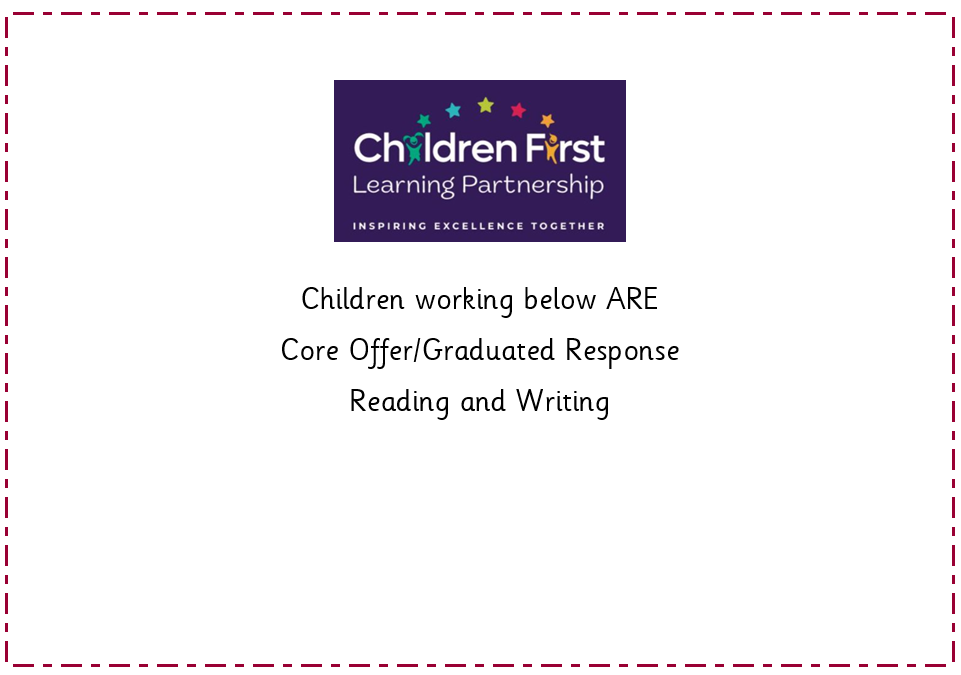 Children First
Learning Partnership
INSPIRING EXCELLENCE TOGETHER
Children working below ARE
Core Offer/Graduated Response
Reading and Writing